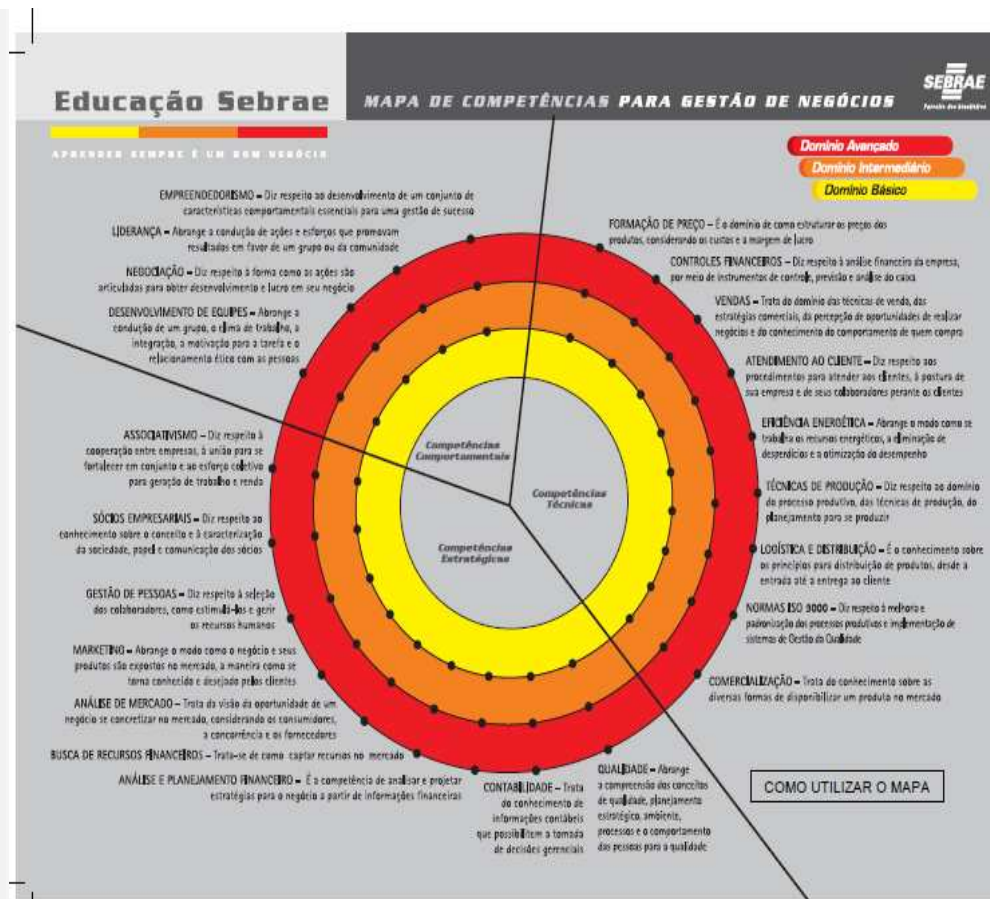 Educação Sebrae
MAPA DE COMPETÊNCIAS PARA GESTÃO DE NEGÓCIOS
SEBRAE
APRENDER SEMPRE É UM BOM NEGÓCIO
Domínio Avançado
Domínio Intermediário
Domínio Básico
EMPREENDEDORISMO – Diz respeito ao desenvolvimento de um conjunto de
características comportamentais essenciais para uma gestão de sucesso
LIDERANÇA – Abrange a condução de ações e esforços que promovam
resultados em favor de um grupo ou da comunidade
NEGOCIAÇÃO – Diz respeito à forma como as ações são
articuladas para obter desenvolvimento e lucro em seu negócio
DESENVOLVIMENTO DE EQUIPES – Abrange a
condução de um grupo, o clima de trabalho, a
integração, a motivação para a tarefa e o
relacionamento ético com as pessoas
ASSOCIATIVISMO – Diz respeito à
cooperação entre empresas, à união para se
fortalecer em conjunto e ao esforço coletivo
para geração de trabalho e renda
SÓCIOS EMPRESARIAIS – Diz respeito ao
conhecimento sobre o conceito e à caracterização
da sociedade, papel e comunicação dos sócios
GESTÃO DE PESSOAS – Diz respeito à seleção
dos colaboradores, como estimulá-los e gerir
os recursos humanos
MARKETING – Abrange o modo como o negócio e seus
produtos são expostos no mercado, a maneira como se
torna conhecido e desejado pelos clientes
ANÁLISE DE MERCADO – Trata da visão da oportunidade de um
negócio se concretizar no mercado, considerando os consumidores,
a concorrência e os fornecedores
BUSCA DE RECURSOS FINANCEIROS – Trata-se de como captar recursos no mercado
ANÁLISE E PLANEJAMENTO FINANCEIRO – É a competência de analisar e projetar
estratégias para o negócio a partir de informações financeiras
Competências
Comportamentais
Competências
Técnicas
Competências
Estratégicas
FORMAÇÃO DE PREÇO – É o domínio de como estruturar os preços dos
produtos, considerando os custos e a margem de lucro
CONTROLES FINANCEIROS – Diz respeito à análise financeira da empresa,
por meio de instrumentos de controle, previsão e análise do caixa
VENDAS – Trata do domínio das técnicas de venda, das
estratégias comerciais, da percepção de oportunidades de realizar
negócios e do conhecimento do comportamento de quem compra
ATENDIMENTO AO CLIENTE – Diz respeito aos
procedimentos para atender aos clientes, à postura de
sua empresa e de seus colaboradores perante os clientes
EFICIÊNCIA ENERGÉTICA – Abrange o modo como se
trabalha os recursos energéticos, a eliminação de
desperdícios e a otimização do desempenho
TÉCNICAS DE PRODUÇÃO – Diz respeito ao domínio
do processo produtivo, das técnicas de produção, do
planejamento para se produzir
LOGÍSTICA E DISTRIBUIÇÃO – É o conhecimento sobre
os princípios para distribuição de produtos, desde a
entrada até a entrega ao cliente
NORMAS ISO 9000 – Diz respeito à melhoria e
padronização dos processos produtivos e implementação de
sistemas de Gestão da Qualidade
COMERCIALIZAÇÃO – Trata do conhecimento sobre as
diversas formas de disponibilizar um produto no mercado
CONTABILIDADE – Trata
do conhecimento de
informações contábeis
que possibilitem a tomada
de decisões gerenciais
QUALIDADE – Abrange
a compreensão dos conceitos
de qualidade, planejamento
estratégico, ambiente,
processos e o comportamento
das pessoas para a qualidade
COMO UTILIZAR O MAPA